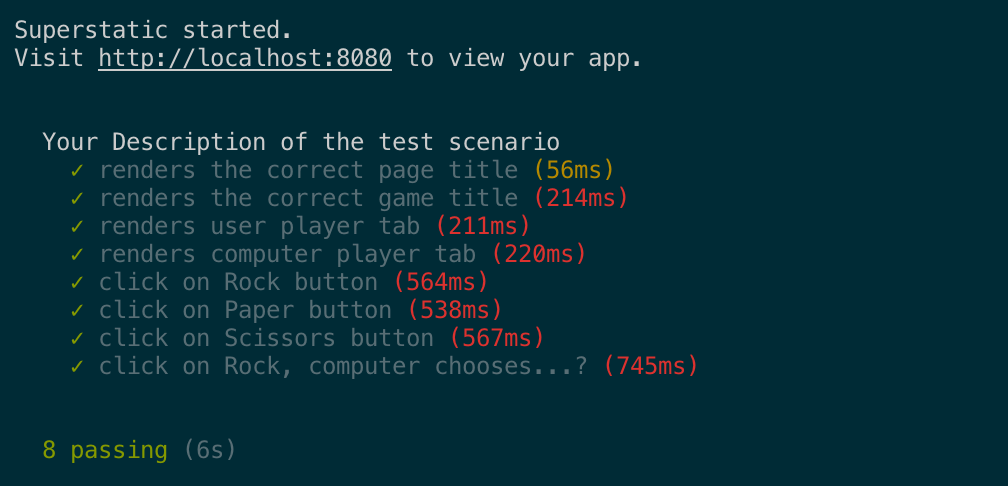 Superstatic started.
Visit http://localhost:8080 to view your app.
Your Description of the test scenario
✓ renders the correct page title (56ms)
✓ renders the correct game title (214ms)
✓ renders user player tab (211ms)
✓ renders computer player tab (220ms)
✓ click on Rock button (564ms)
✓ click on Paper button (538ms)
✓ click on Scissors button (567ms)
✓ click on Rock, computer chooses...? (745ms)
8 passing (6s)